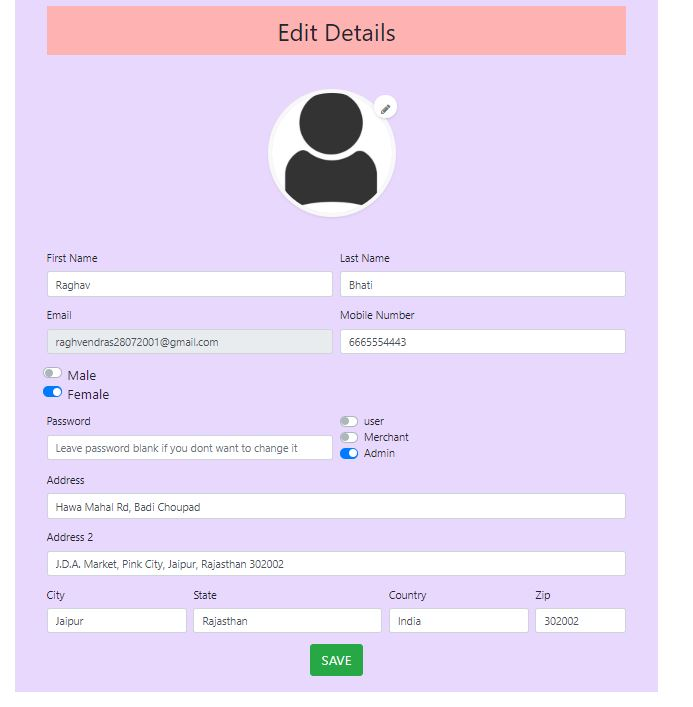 Edit Details
First Name Last Name
Raghav Bhati
Email Mobile Number
raghvendras28072001@gmail.com 6665554443
Male
Female
Password user
Merchant
Leave password blank if you dont want to change it
Admin
Address
Hawa Mahal Rd, Badi Choupad
Address 2
J.D.A. Market, Pink City, Jaipur, Rajasthan 302002
City State Country Zip
Jaipur Rajasthan India 302002
SAVE